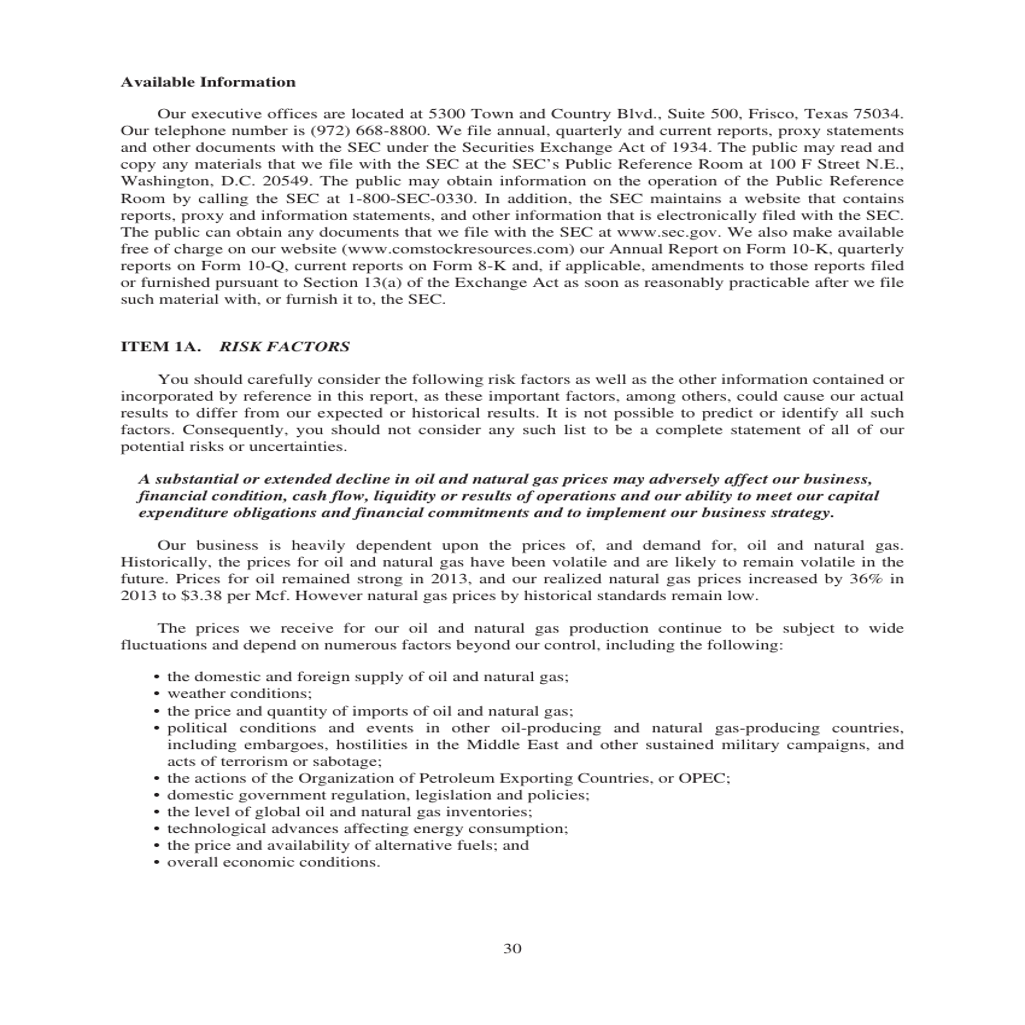 Available Information
Our executive offices are located at 5300 Town and Country Blvd., Suite 500, Frisco, Texas 75034.
Our telephone number is (972) 668-8800. We file annual, quarterly and current reports, proxy statements
and other documents with the SEC under the Securities Exchange Act of 1934. The public may read and
copy any materials that we file with the SEC at the SEC’s Public Reference Room at 100 F Street N.E.,
Washington, D.C. 20549. The public may obtain information on the operation of the Public Reference
Room by calling the SEC at 1-800-SEC-0330. In addition, the SEC maintains a website that contains
reports, proxy and information statements, and other information that is electronically filed with the SEC.
The public can obtain any documents that we file with the SEC at www.sec.gov. We also make available
free of charge on our website (www.comstockresources.com) our Annual Report on Form 10-K, quarterly
reports on Form 10-Q, current reports on Form 8-K and, if applicable, amendments to those reports filed
or furnished pursuant to Section 13(a) of the Exchange Act as soon as reasonably practicable after we file
such material with, or furnish it to, the SEC.
ITEM 1A. RISK FACTORS
You should carefully consider the following risk factors as well as the other information contained or
incorporated by reference in this report, as these important factors, among others, could cause our actual
results to differ from our expected or historical results. It is not possible to predict or identify all such
factors. Consequently, you should not consider any such list to be a complete statement of all of our
potential risks or uncertainties.
A substantial or extended decline in oil and natural gas prices may adversely affect our business,
financial condition, cash flow, liquidity or results of operations and our ability to meet our capital
expenditure obligations and financial commitments and to implement our business strategy.
Our business is heavily dependent upon the prices of, and demand for, oil and natural gas.
Historically, the prices for oil and natural gas have been volatile and are likely to remain volatile in the
future. Prices for oil remained strong in 2013, and our realized natural gas prices increased by 36% in
2013 to $3.38 per Mcf. However natural gas prices by historical standards remain low.
The prices we receive for our oil and natural gas production continue to be subject to wide
fluctuations and depend on numerous factors beyond our control, including the following:
• the domestic and foreign supply of oil and natural gas;
• weather conditions;
• the price and quantity of imports of oil and natural gas;
• political conditions and events in other oil-producing and natural gas-producing countries,
including embargoes, hostilities in the Middle East and other sustained military campaigns, and
acts of terrorism or sabotage;
• the actions of the Organization of Petroleum Exporting Countries, or OPEC;
• domestic government regulation, legislation and policies;
• the level of global oil and natural gas inventories;
• technological advances affecting energy consumption;
• the price and availability of alternative fuels; and
• overall economic conditions.
30